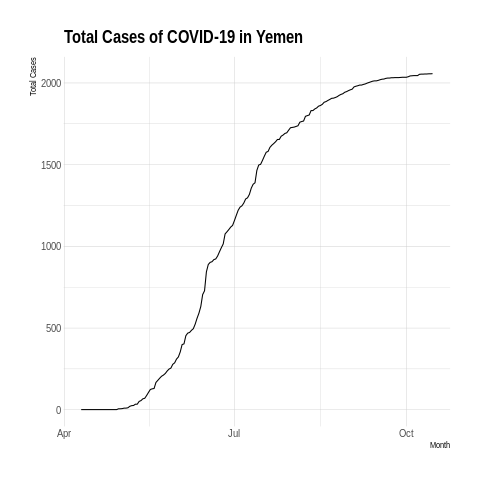 Total Cases of COVID-19 in Yemen
Total Cases
2000
1500
1000
500
0
Apr
Jul
Oct
Month